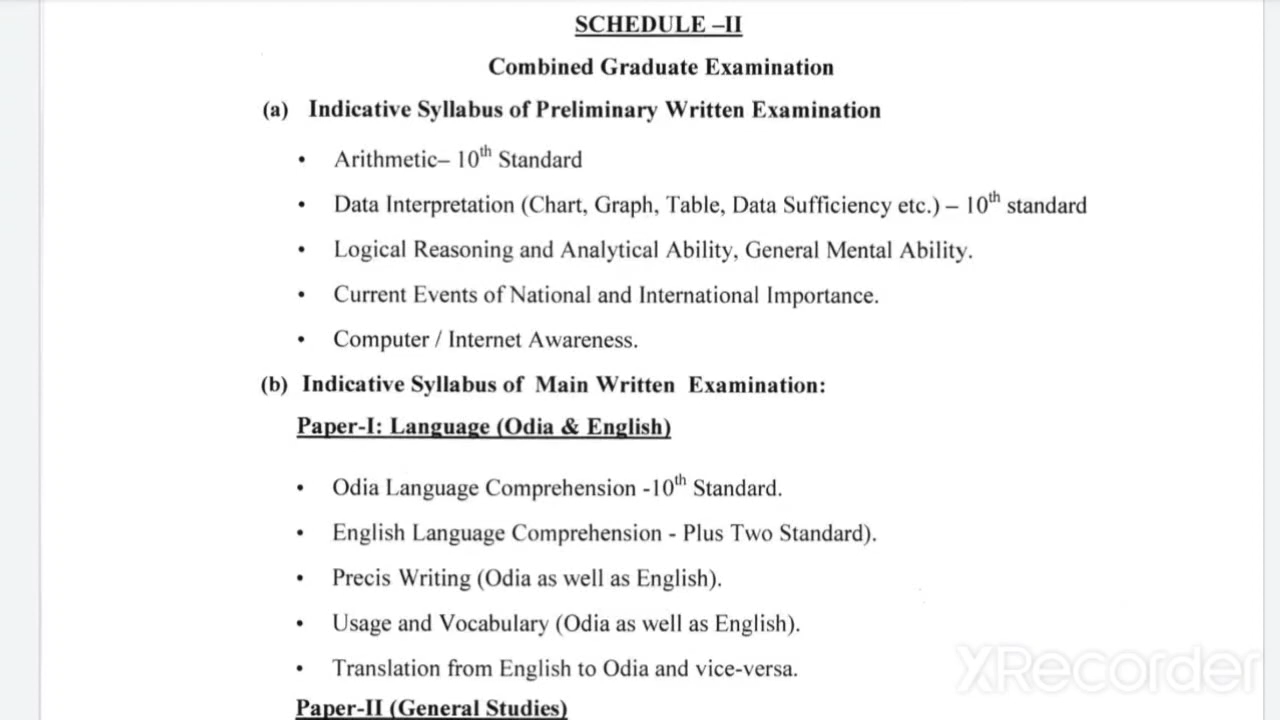 SCHEDULE –II
Combined Graduate Examination
(a) Indicative Syllabus of Preliminary Written Examination
• Arithmetic– 10th Standard
• Data Interpretation (Chart, Graph, Table, Data Sufficiency etc.) – 10th standard
• Logical Reasoning and Analytical Ability, General Mental Ability.
• Current Events of National and International Importance.
• Computer / Internet Awareness.
(b) Indicative Syllabus of Main Written Examination:
Paper-I: Language (Odia & English)
• Odia Language Comprehension -10th Standard.
• English Language Comprehension - Plus Two Standard).
• Precis Writing (Odia as well as English).
• Usage and Vocabulary (Odia as well as English).
• Translation from English to Odia and vice-versa.
XRecorder
Paper-II (General Studies)